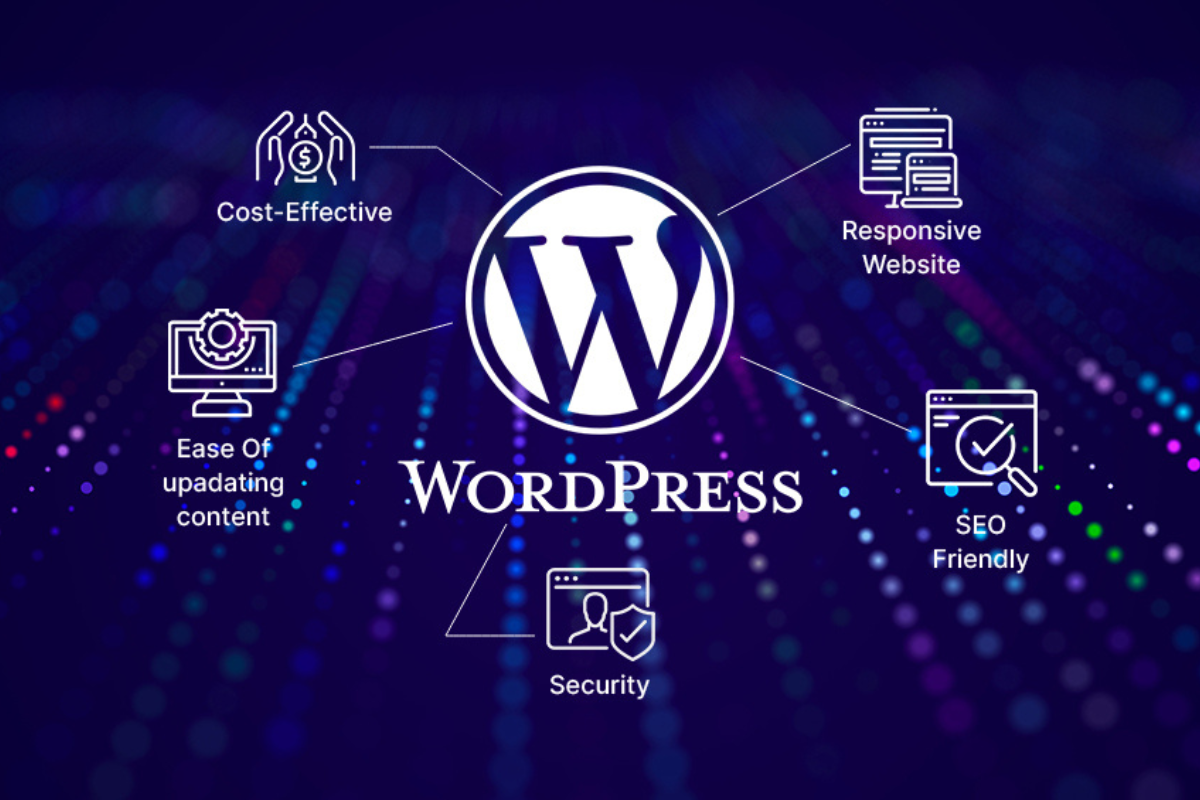 Cost-Effective
Responsive
Website
Ease Of
upadating
content
WORDPRESS
SEO
Friendly
Security